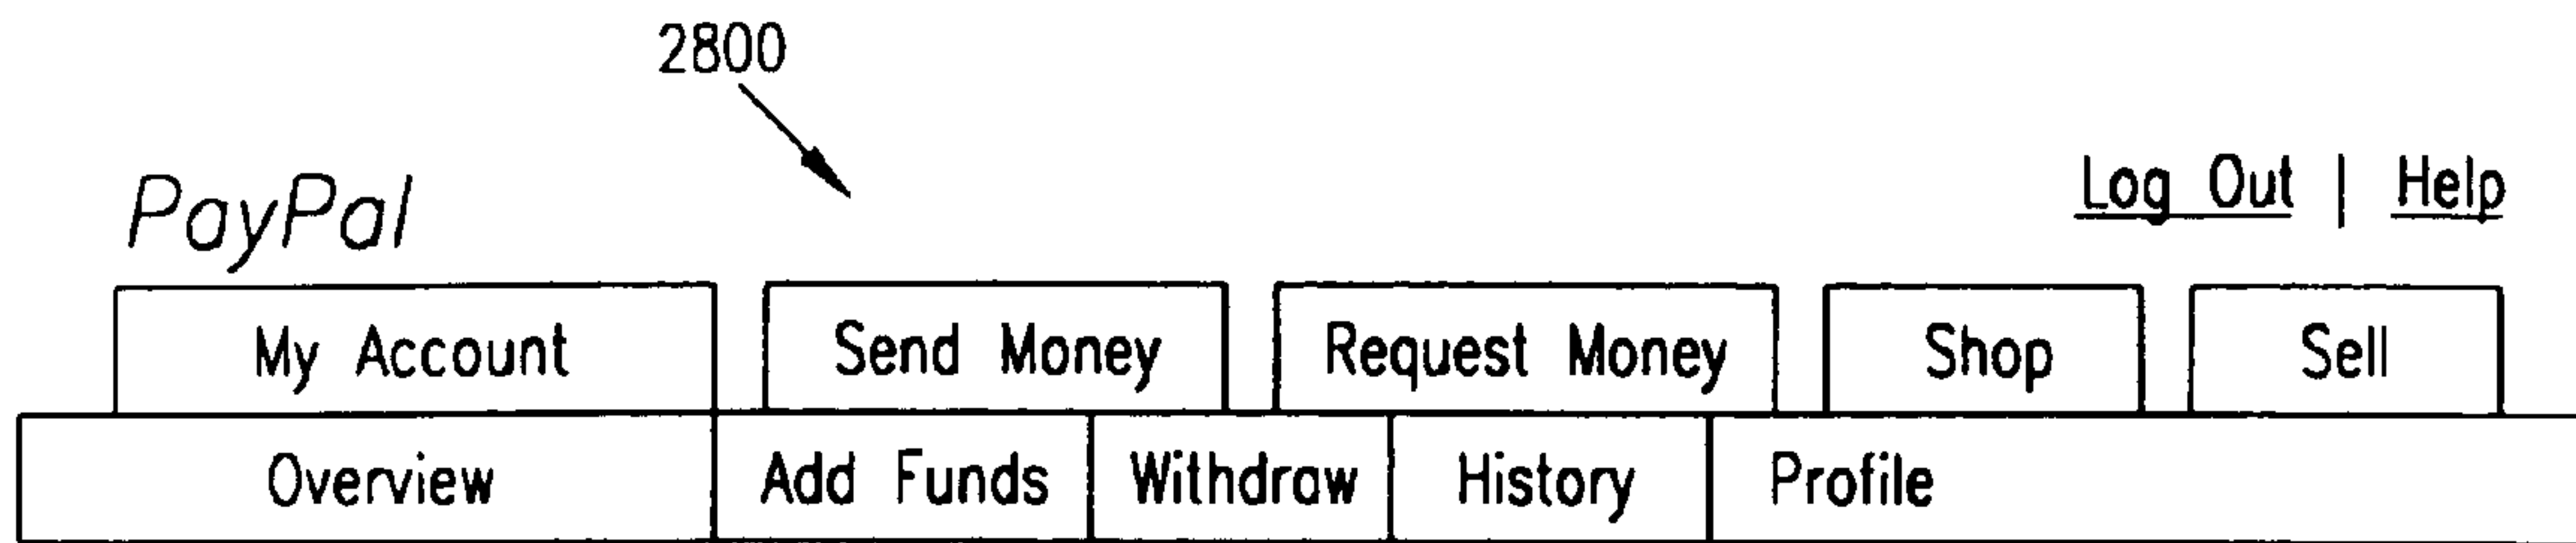 2800
PayPal Log Out | Help
My Account Send Money Request Money Shop Sell
Overview Add Funds Withdraw History Profile